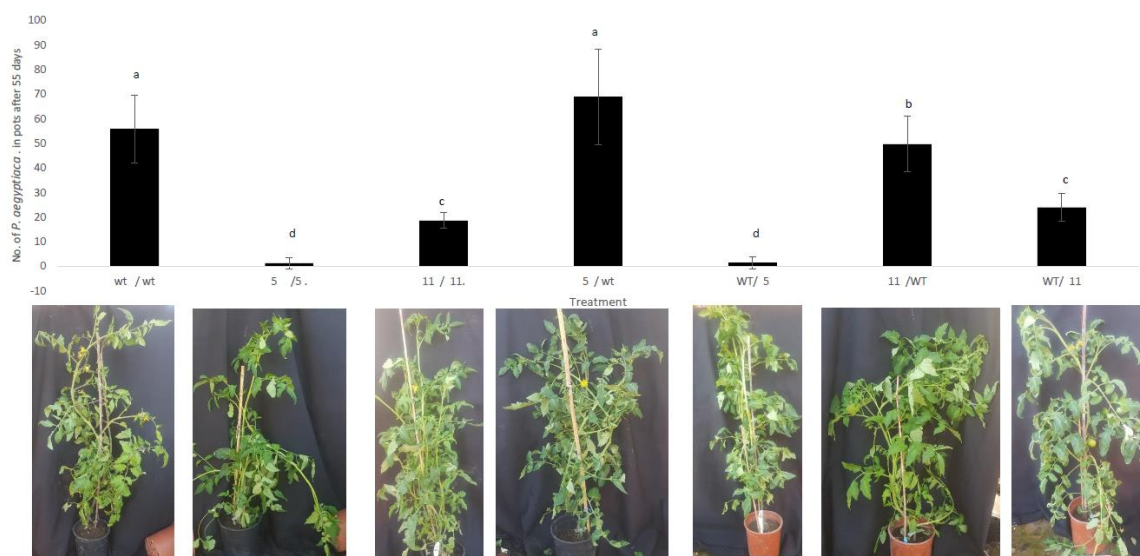 No. of P. aegyptiaca . in pots after 55 days
100
90
80
70
60
50
40
30
20
10
0
-10
a
d
c
a
d
b
c
wt / wt
5 /5 .
11 / 11.
5 / wt
WT/ 5
11 /WT
WT/ 11
Treatment